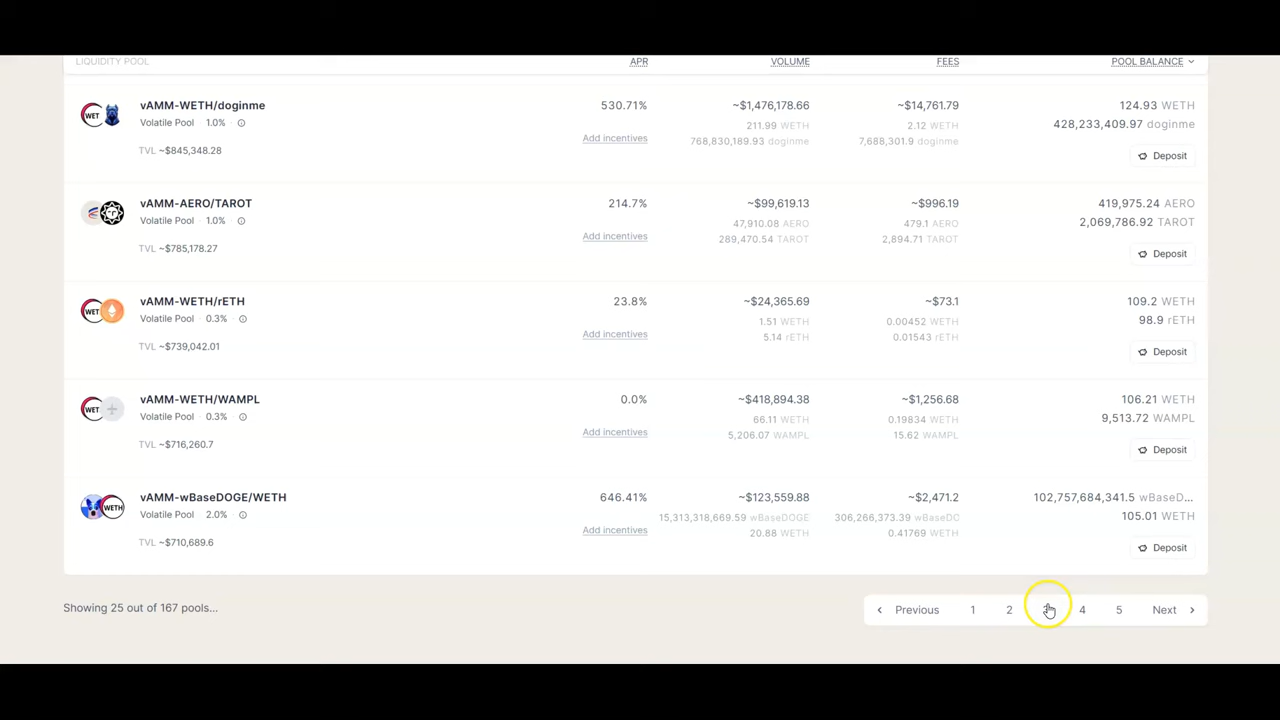 LIQUIDITY POOL APR VOLUME FEES POOL BALANCE
vAMM-WETH/doginme 530.71% ~$1,476,178.66 ~$14,761.79 124.93 WETH
Volatile Pool · 1.0% 211.99 WETH 2.12 WETH 428,233,409.97 doginme
Add incentives 768,830,189.93 doginme 7,688,301.9 doginme
TVL ~$845,348.28 Deposit
vAMM-AERO/TAROT 214.7% ~$99,619.13 ~$996.19 419,975.24 AERO
Volatile Pool · 1.0% 47,910.08 AERO 479.1 AERO 2,069,786.92 TAROT
Add incentives 289,470.54 TAROT 2,894.71 TAROT
TVL ~$785,178.27 Deposit
WET vAMM-WETH/rETH 23.8% ~$24,365.69 ~$73.1 109.2 WETH
Volatile Pool · 0.3% 1.51 WETH 0.00452 WETH 98.9 rETH
Add incentives 5.14 rETH 0.01543 rETH
TVL ~$739,042.01 Deposit
WET vAMM-WETH/WAMPL 0.0% ~$418,894.38 ~$1,256.68 106.21 WETH
Volatile Pool · 0.3% 66.11 WETH 0.19834 WETH 9,513.72 WAMPL
Add incentives 5,206.07 WAMPL 15.62 WAMPL
TVL ~$716,260.7 Deposit
WETH vAMM-wBaseDOGE/WETH 646.41% ~$123,559.88 ~$2,471.2 102,757,684,341.5 wBaseD...
Volatile Pool · 2.0% 15,313,318,669.59 wBaseDOGE 306,266,373.39 wBaseDC 105.01 WETH
Add incentives 20.88 WETH 0.41769 WETH
TVL ~$710,689.6 Deposit
Showing 25 out of 167 pools... Previous 1 2 4 5 Next